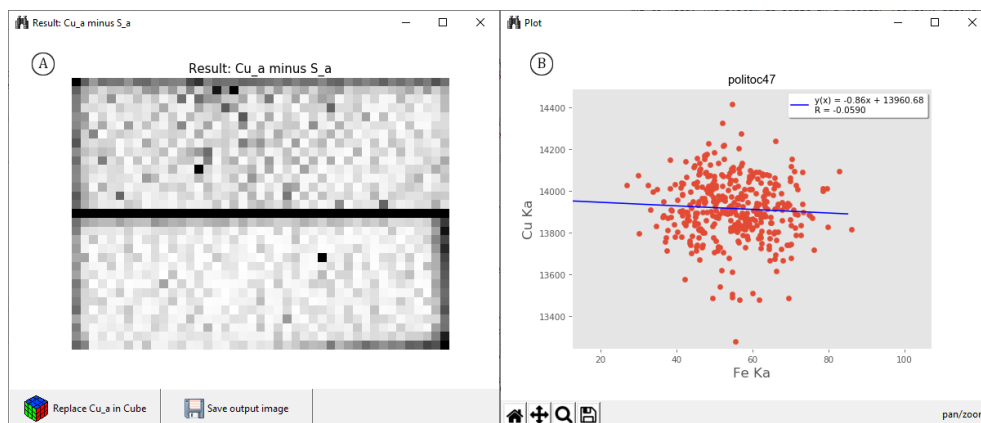 Result: Cu_a minus S_a
A
Result: Cu_a minus S_a
Replace Cu_a in Cube
Save output image
Plot
B
politoc47
y(x) = -0.86x + 13960.68
R = -0.0590
14400
14200
14000
13800
13600
13400
Cu Ka
20 40 60 80 100
Fe Ka
pan/zoom